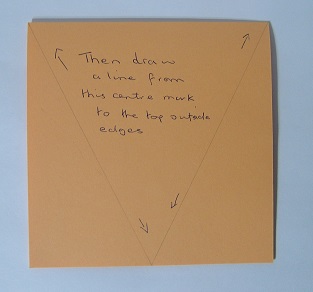 Then draw
a line from
this centre mark
to the top outside
edges